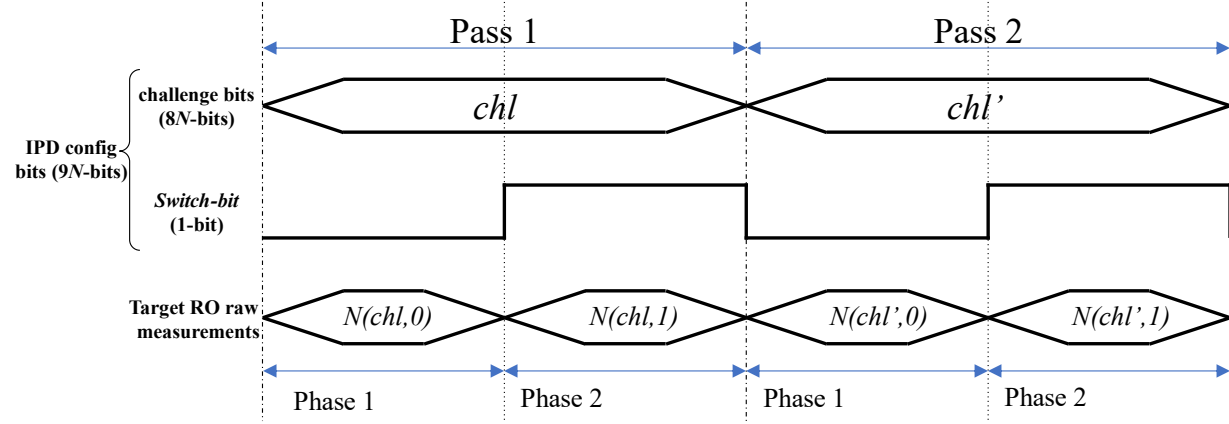 Pass 1
Pass 2
challenge bits
(8N-bits)
chl
chl’
IPD config
bits (9N-bits)
Switch-bit
(1-bit)
Target RO raw
measurements
N(chl,0)
N(chl,1)
N(chl’,0)
N(chl’,1)
Phase 1
Phase 2
Phase 1
Phase 2